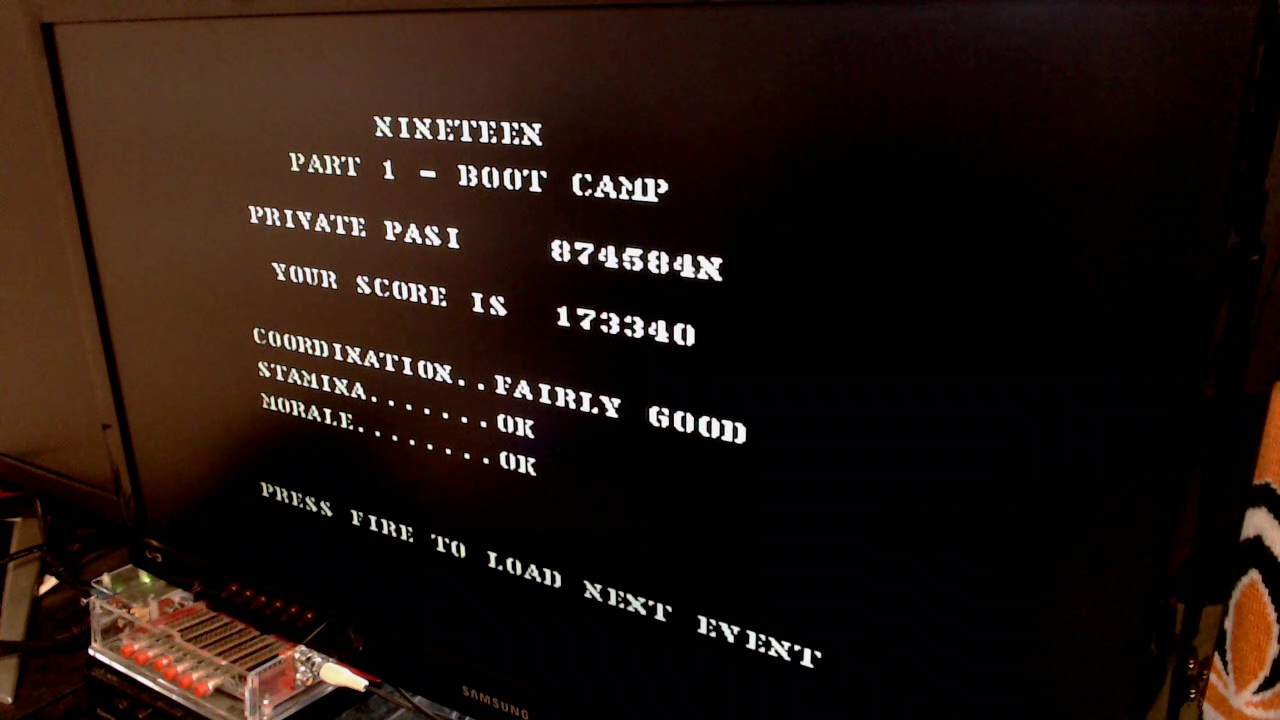 NINETEEN
PART 1 - BOOT CAMP
PRIVATE PASI 874584N
YOUR SCORE IS 173340
COORDINATION..FAIRLY GOOD
STAMINA.......OK
MORALE........OK
PRESS FIRE TO LOAD NEXT EVENT
SAMSUNG